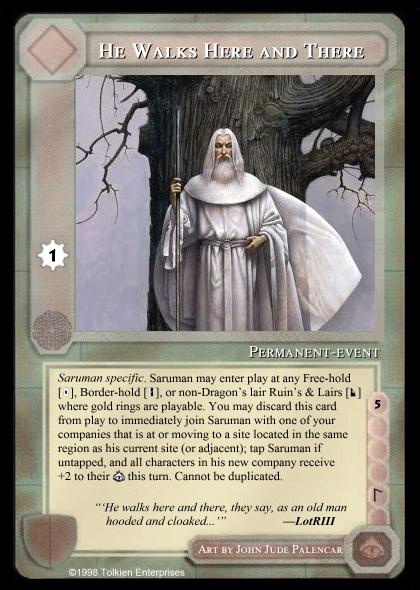 He Walks Here and There
1
Permanent-event
Saruman specific. Saruman may enter play at any Free-hold
[ ], Border-hold [ ], or non-Dragon's lair Ruin's & Lairs [ ]
where gold rings are playable. You may discard this card
from play to immediately join Saruman with one of your
companies that is at or moving to a site located in the same
region as his current site (or adjacent); tap Saruman if
untapped, and all characters in his new company receive
+2 to their this turn. Cannot be duplicated.
5
"'He walks here and there, they say, as an old man
hooded and cloaked...'" —LotRIII
Art by John Jude Palencar
©1998 Tolkien Enterprises